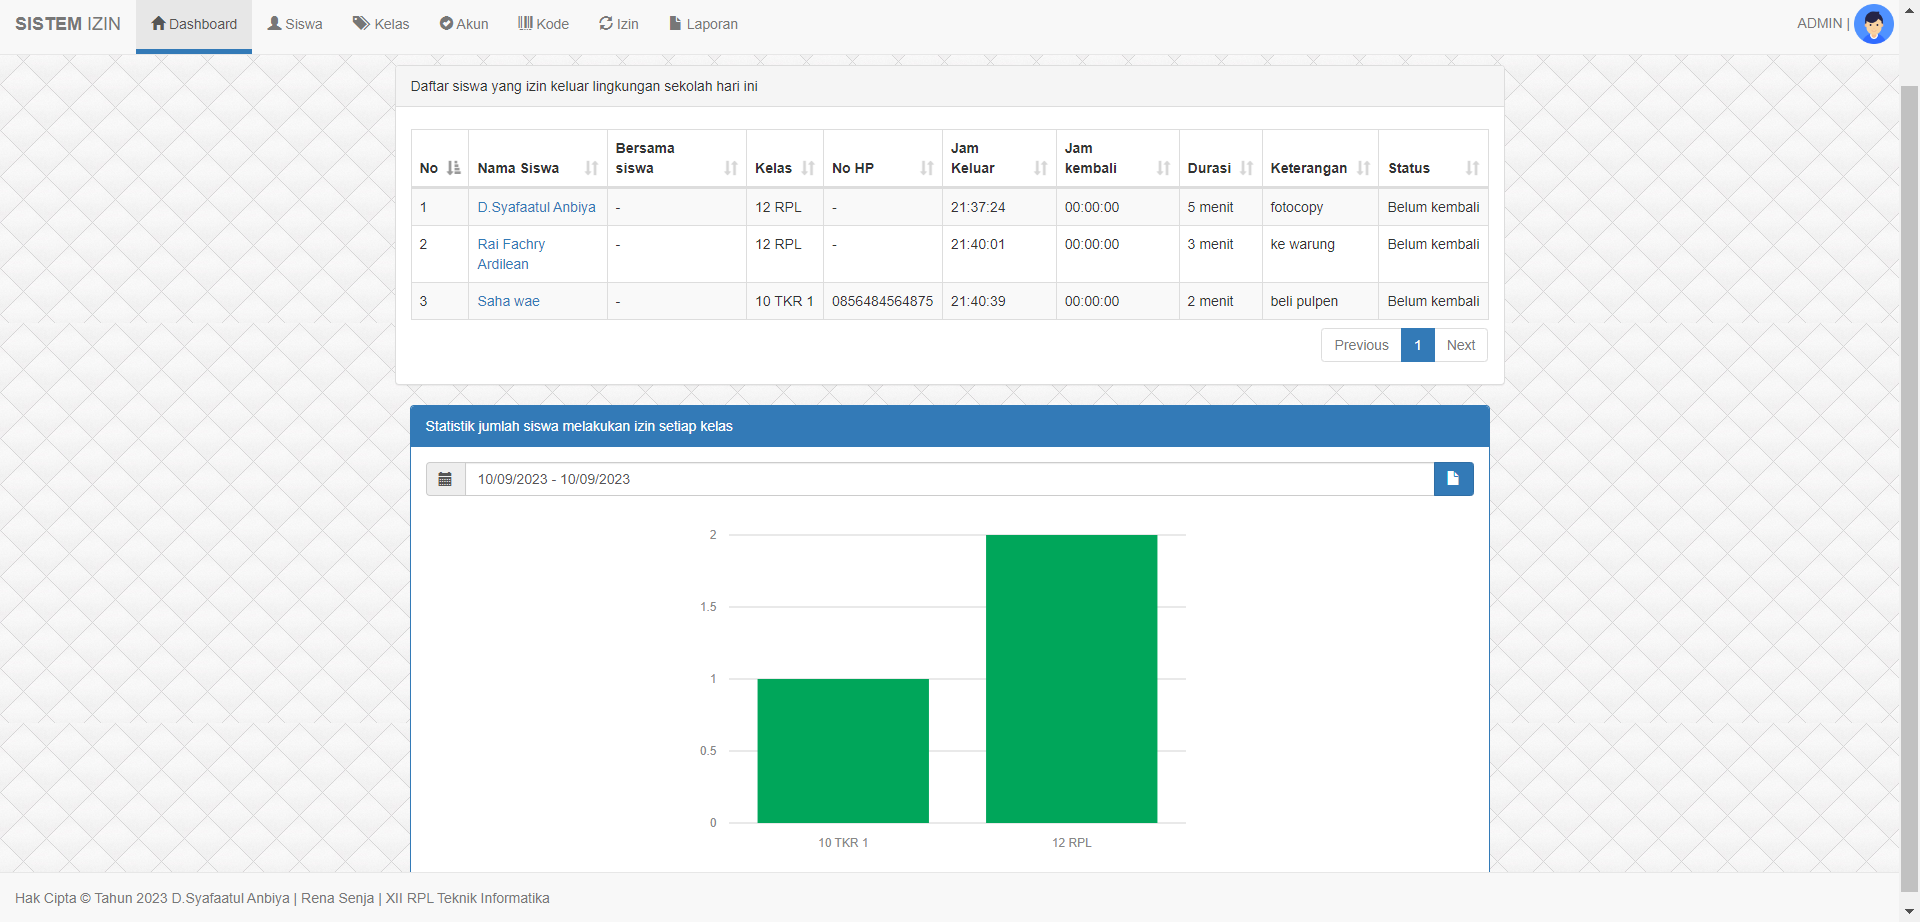 SISTEM IZIN Dashboard Siswa Kelas Akun Kode Izin Laporan ADMIN |
Daftar siswa yang izin keluar lingkungan sekolah hari ini
No Nama Siswa Bersama siswa Kelas No HP Jam Keluar Jam kembali Durasi Keterangan Status
1 D.Syafaatul Anbiya - 12 RPL - 21:37:24 00:00:00 5 menit fotocopy Belum kembali
2 Rai Fachry Ardilean - 12 RPL - 21:40:01 00:00:00 3 menit ke warung Belum kembali
3 Saha wae - 10 TKR 1 0856484564875 21:40:39 00:00:00 2 menit beli pulpen Belum kembali
Previous 1 Next
Statistik jumlah siswa melakukan izin setiap kelas
10/09/2023 - 10/09/2023
2
1.5
1
0.5
0
10 TKR 1 12 RPL
Hak Cipta © Tahun 2023 D.Syafaatul Anbiya | Rena Senja | XII RPL Teknik Informatika